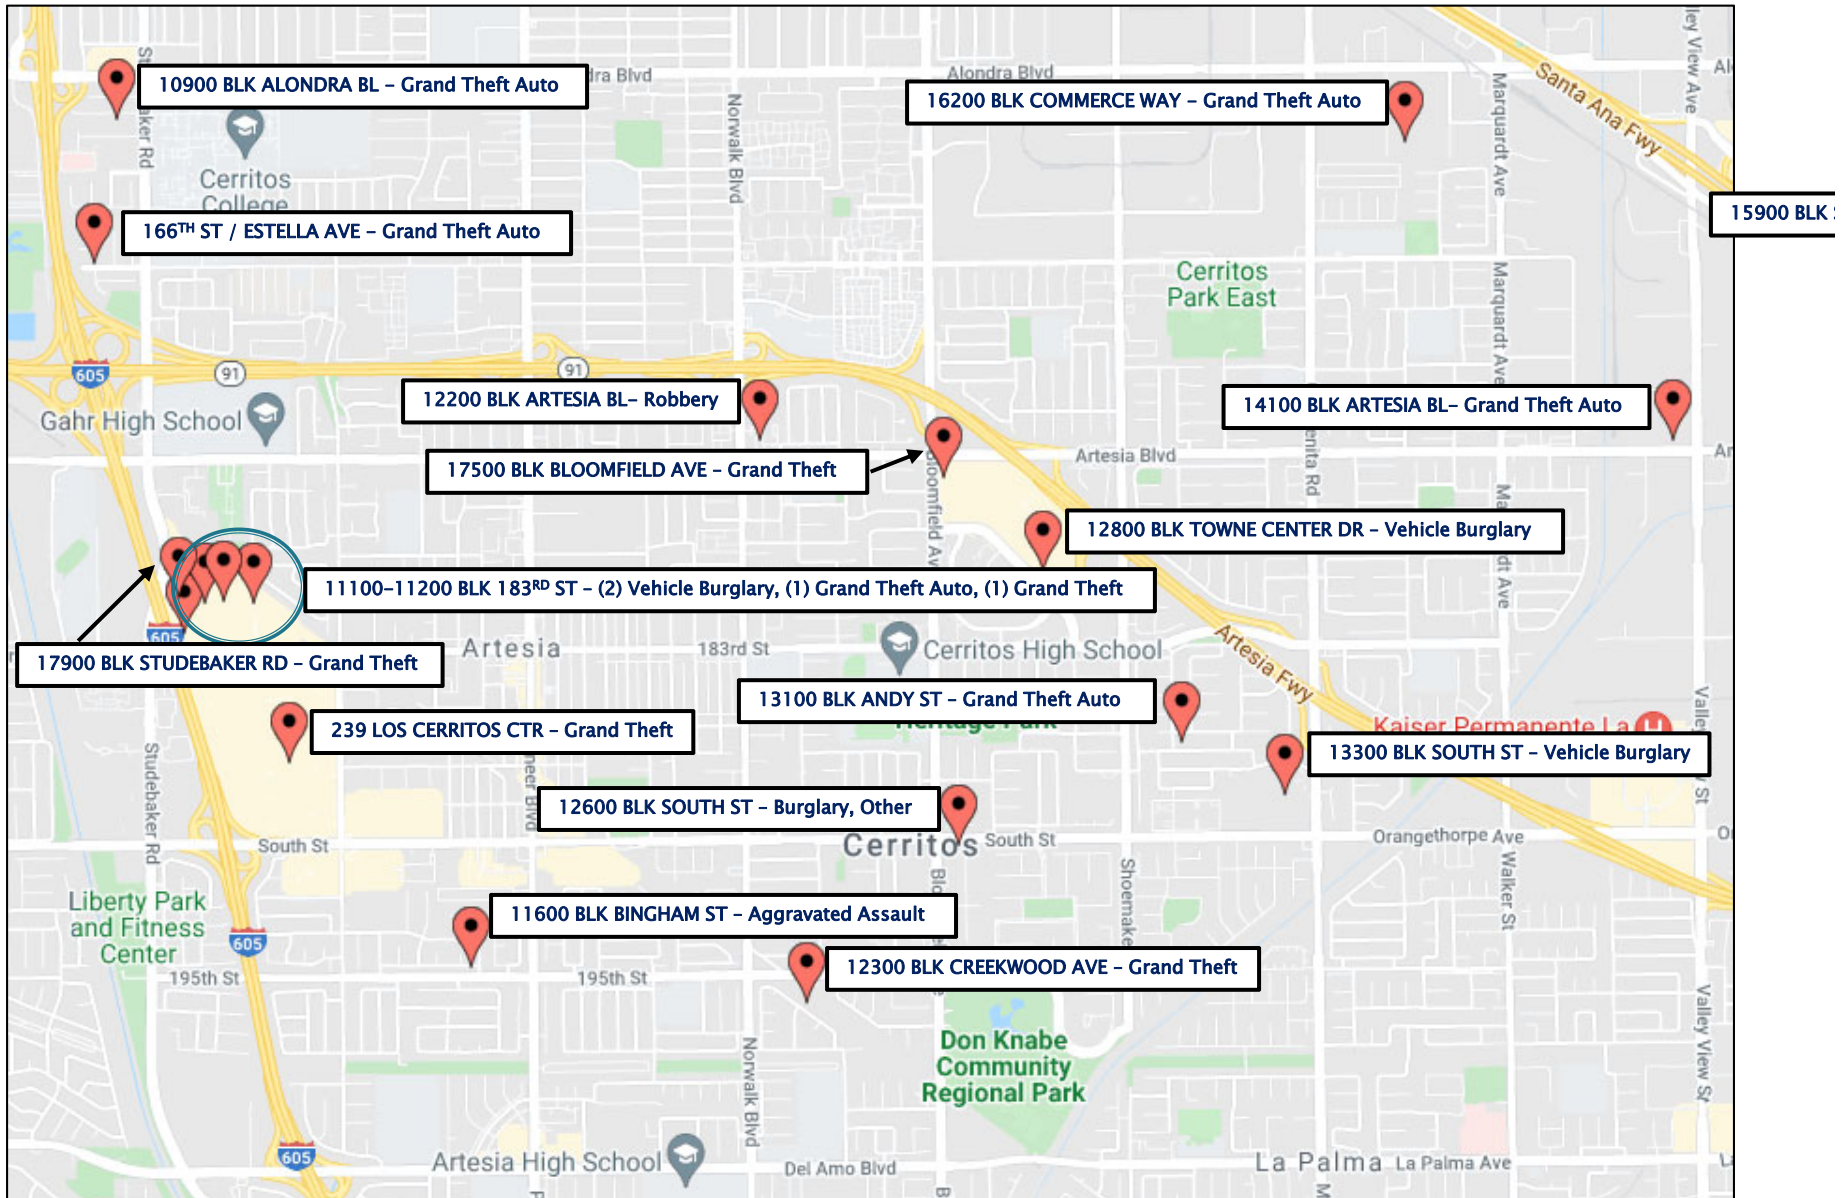 10900 BLK ALONDRA BL – Grand Theft Auto
Alondra Blvd
16200 BLK COMMERCE WAY – Grand Theft Auto
Santa Ana Fwy
Norwalk Blvd
Marquardt Ave
Cerritos
College
15900 BLK
166TH ST / ESTELLA AVE – Grand Theft Auto
Cerritos
Park East
Marquardt Ave
605
91
91
12200 BLK ARTESIA BL– Robbery
14100 BLK ARTESIA BL– Grand Theft Auto
Gahr High School
17500 BLK BLOOMFIELD AVE – Grand Theft
Artesia Blvd
12800 BLK TOWNE CENTER DR – Vehicle Burglary
11100–11200 BLK 183RD ST – (2) Vehicle Burglary, (1) Grand Theft Auto, (1) Grand Theft
605
17900 BLK STUDEBAKER RD – Grand Theft
Artesia
183rd St
Cerritos High School
Artesia Fwy
13100 BLK ANDY ST – Grand Theft Auto
Heritage Park
Kaiser Permanente La
H
239 LOS CERRITOS CTR – Grand Theft
13300 BLK SOUTH ST – Vehicle Burglary
Studebaker Rd
12600 BLK SOUTH ST – Burglary, Other
South St
Cerritos
South St
Orangethorpe Ave
Walker St
Liberty Park
and Fitness
Center
605
11600 BLK BINGHAM ST – Aggravated Assault
12300 BLK CREEKWOOD AVE – Grand Theft
195th St
195th St
Don Knabe
Community
Regional Park
Norwalk Blvd
Valley View St
605
Artesia High School
Del Amo Blvd
La Palma
La Palma Ave